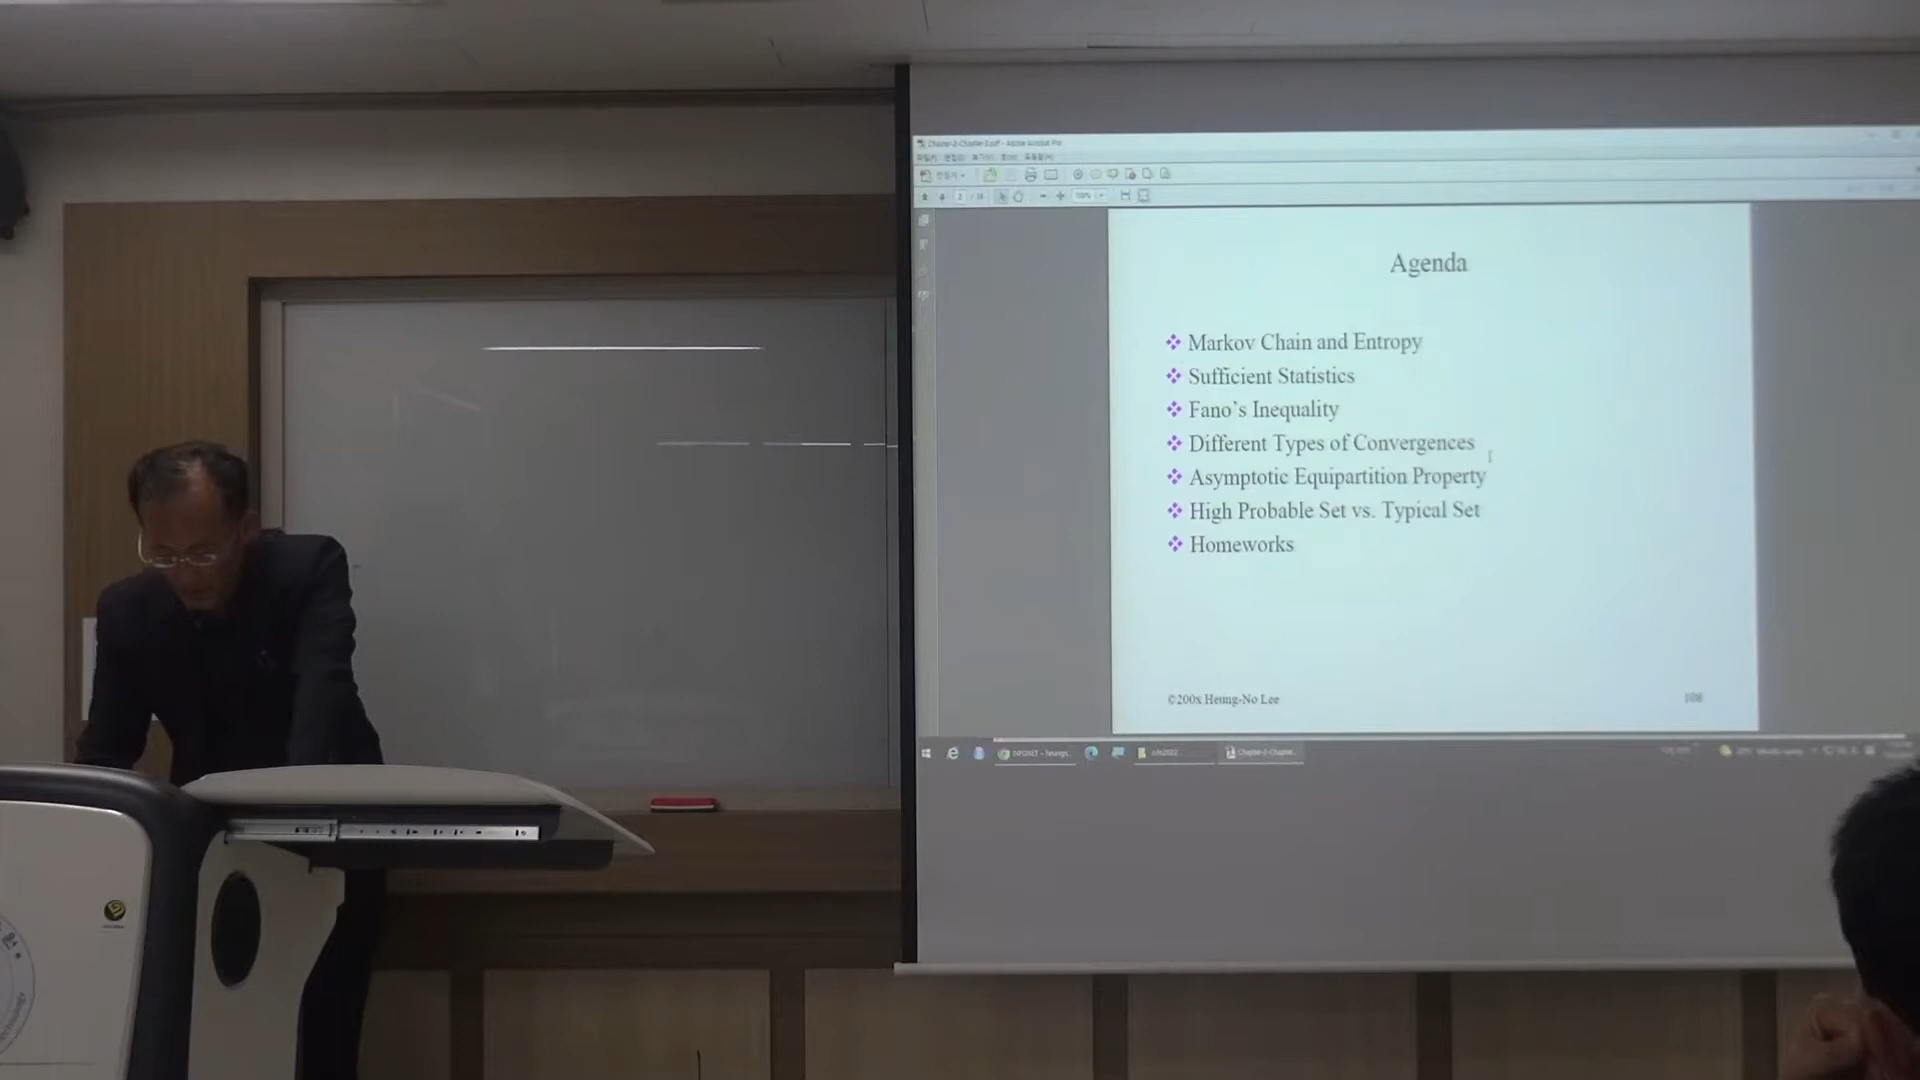 Agenda
Markov Chain and Entropy
Sufficient Statistics
Fano's Inequality
Different Types of Convergences
Asymptotic Equipartition Property
High Probable Set vs. Typical Set
Homeworks
©200x Heung-No Lee
108